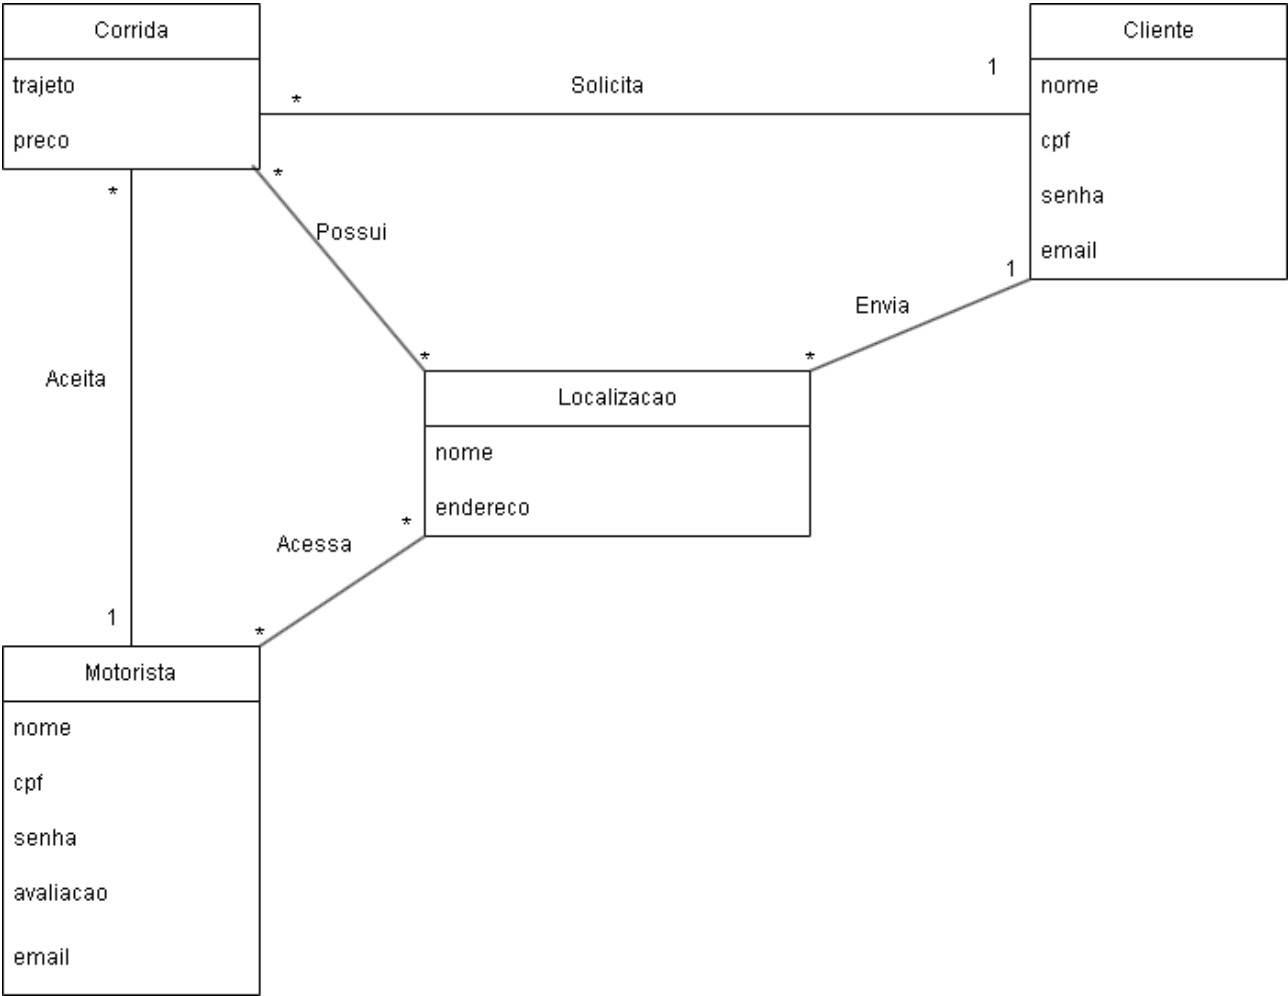 Corrida
trajeto
preco
*
Solicita
1
Cliente
nome
cpf
senha
email
*
*
Possui
1
Envia
*
*
Aceita
Localizacao
nome
endereco
*
Acessa
1
*
Motorista
nome
cpf
senha
avaliacao
email